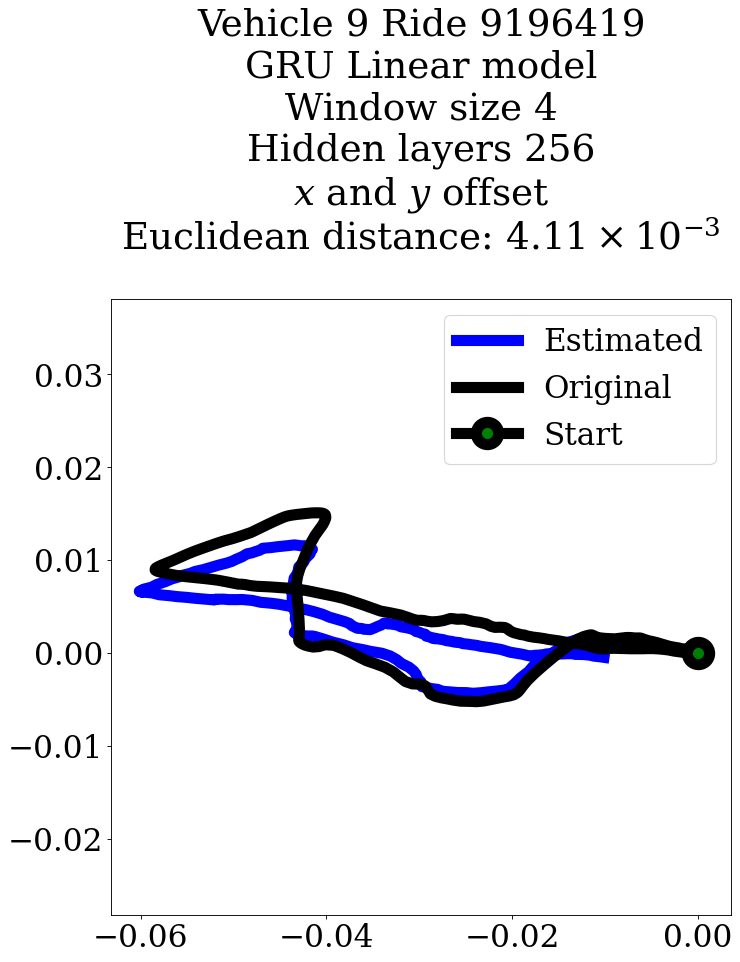 Vehicle 9 Ride 9196419
GRU Linear model
Window size 4
Hidden layers 256
x and y offset
Euclidean distance: 4.11 × 10⁻³
Estimated
Original
Start
0.03
0.02
0.01
0.00
−0.01
−0.02
−0.06 −0.04 −0.02 0.00